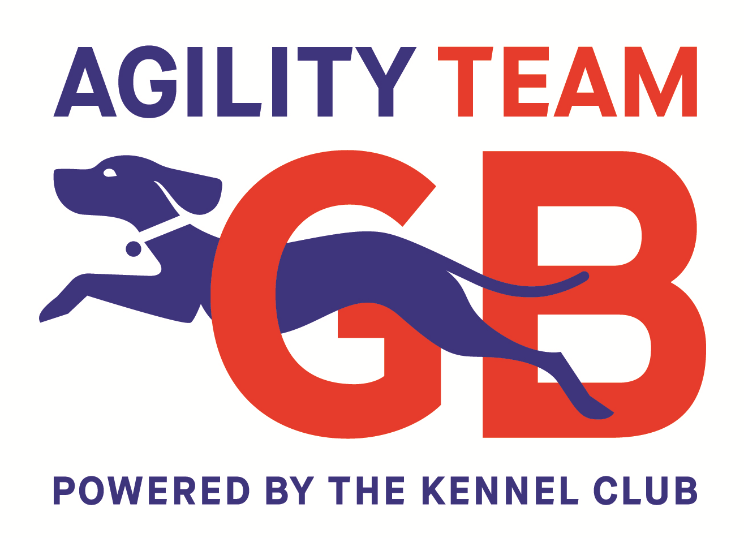 AGILITY TEAM
GB
POWERED BY THE KENNEL CLUB